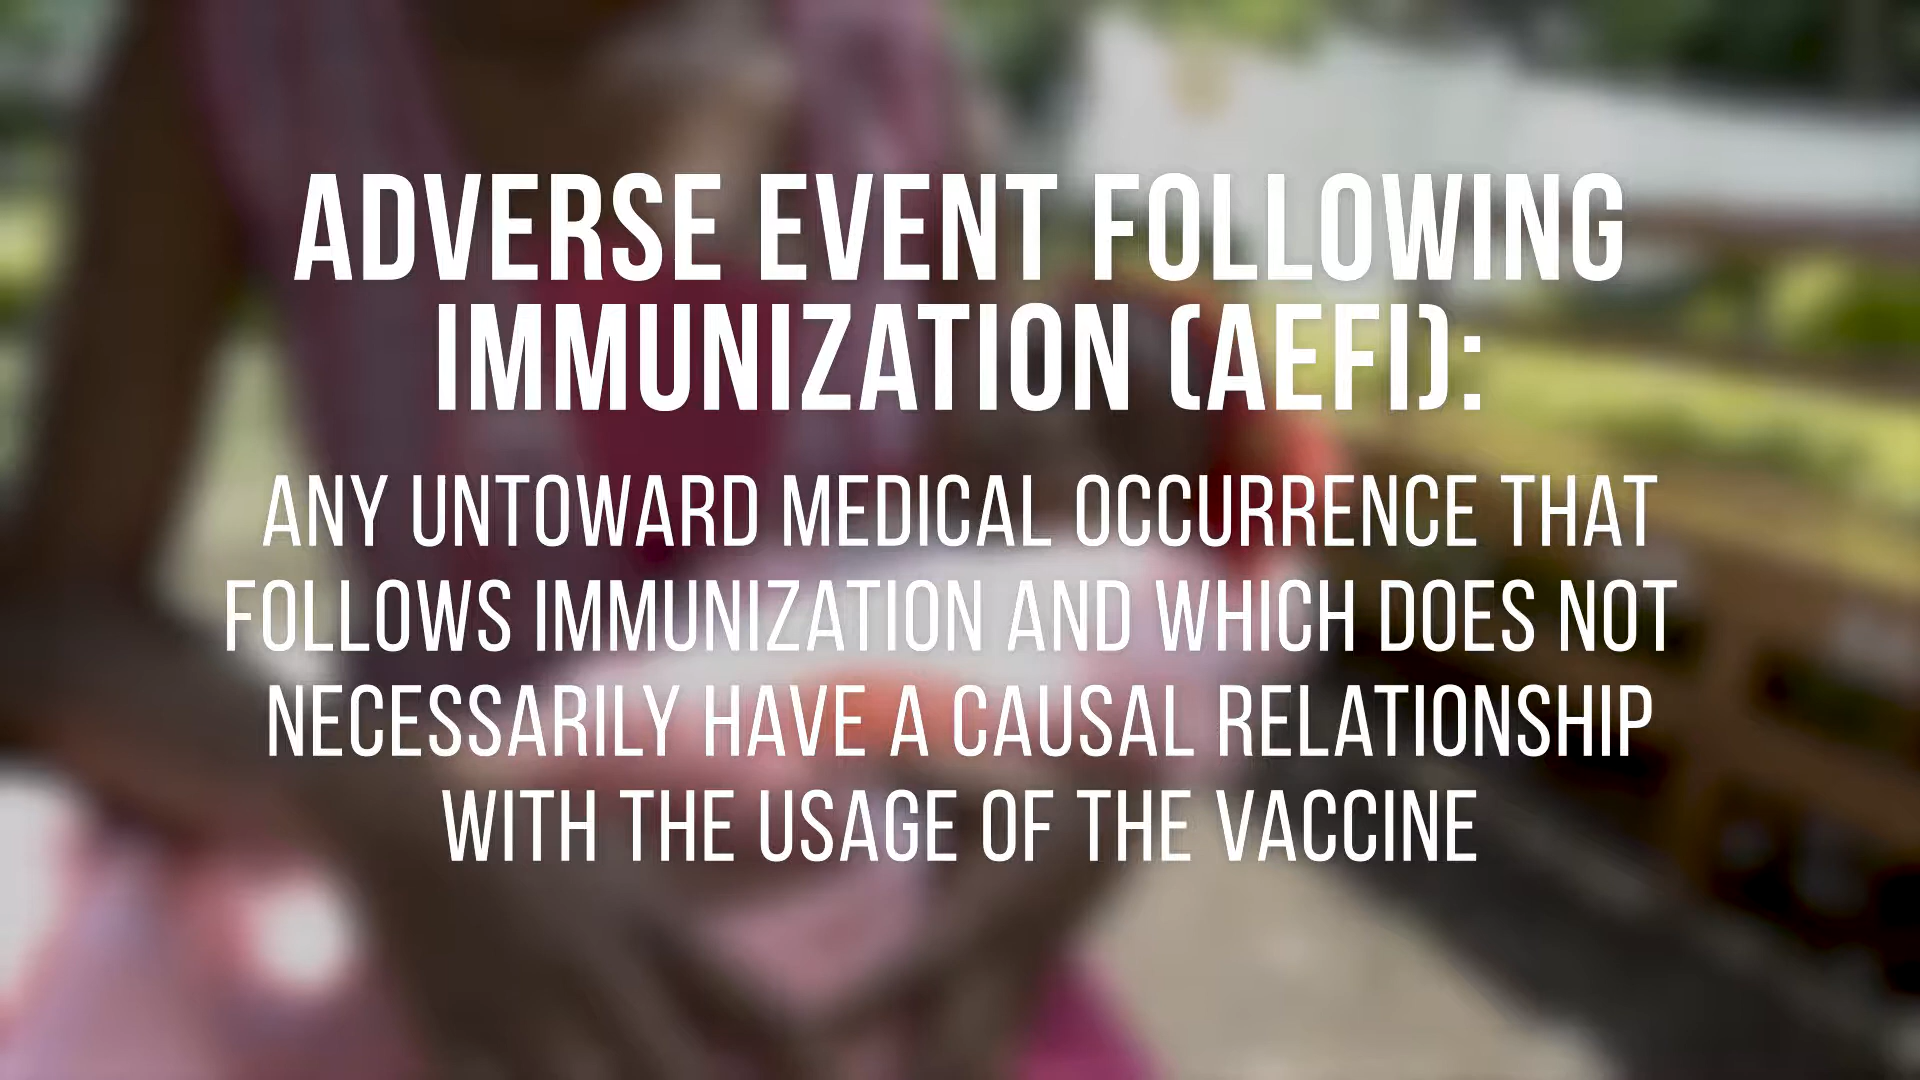 ADVERSE EVENT FOLLOWING
IMMUNIZATION (AEFI):
ANY UNTOWARD MEDICAL OCCURRENCE THAT
FOLLOWS IMMUNIZATION AND WHICH DOES NOT
NECESSARILY HAVE A CAUSAL RELATIONSHIP
WITH THE USAGE OF THE VACCINE